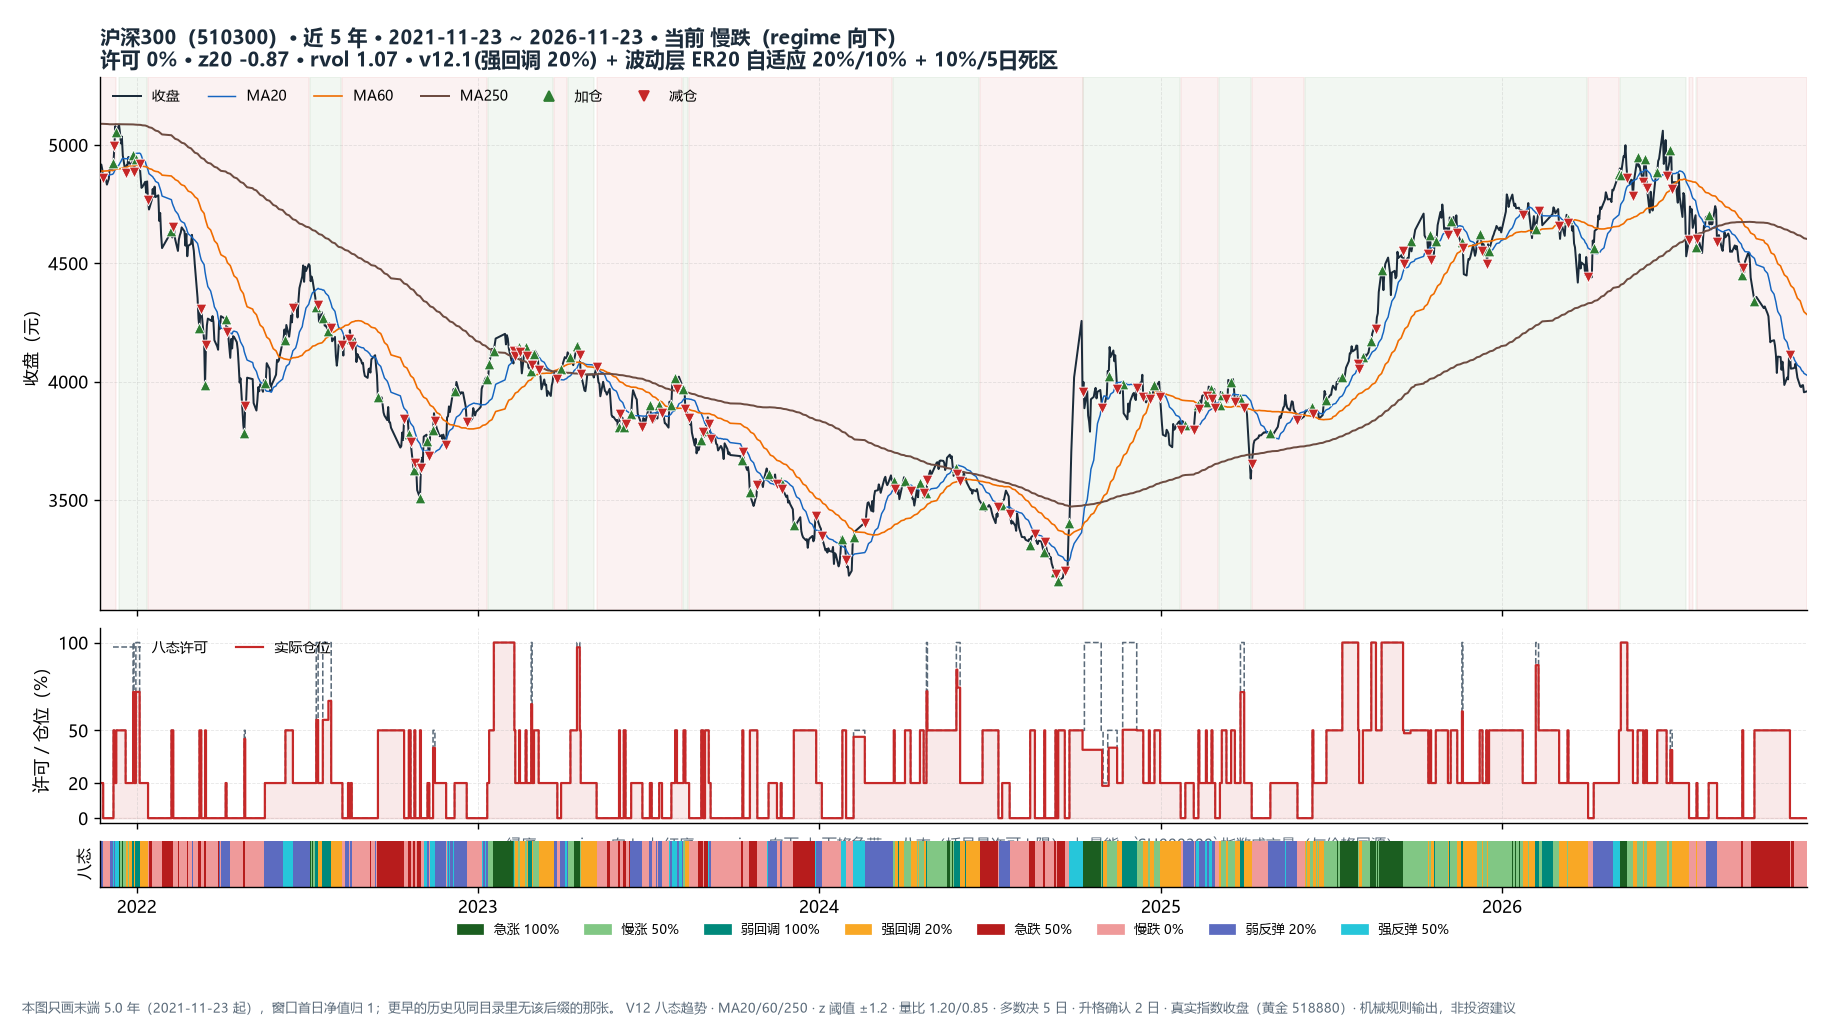 沪深300（510300）• 近 5 年 • 2021-11-23 ~ 2026-11-23 • 当前 慢跌（regime 向下）
许可 0% • z20 -0.87 • rvol 1.07 • v12.1(强回调 20%) + 波动层 ER20 自适应 20%/10% + 10%/5日死区
收盘 MA20 MA60 MA250 加仓 减仓
收盘（元）
5000
4500
4000
3500
八态许可 实际仓位
许可 / 仓位（%）
100
50
20
0
八态
2022 2023 2024 2025 2026
急涨 100% 慢涨 50% 弱回调 100% 强回调 20% 急跌 50% 慢跌 0% 弱反弹 20% 强反弹 50%
本图只画末端 5.0 年（2021-11-23 起），窗口首日净值归 1；更早的历史见同目录里无该后缀的那张。 V12 八态趋势 · MA20/60/250 · z 阈值 ±1.2 · 量比 1.20/0.85 · 多数决 5 日 · 升格确认 2 日 · 真实指数收盘（黄金 518880）· 机械规则输出，非投资建议